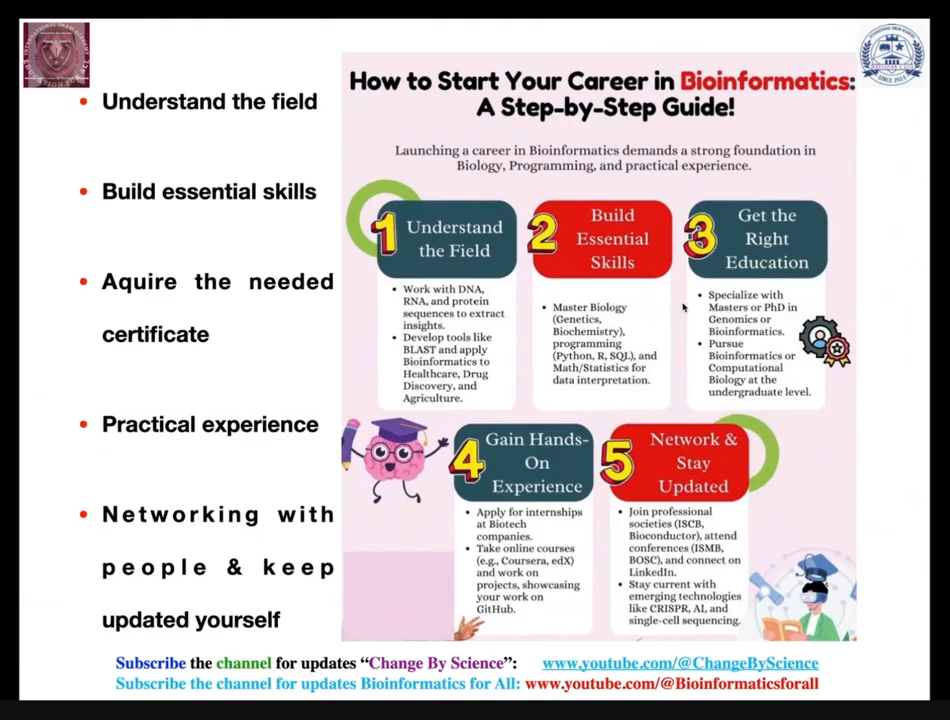 Understand the field
Build essential skills
Aquire the needed
certificate
Practical experience
Networking with
people & keep
updated yourself
How to Start Your Career in Bioinformatics:
A Step-by-Step Guide!
Launching a career in Bioinformatics demands a strong foundation in
Biology, Programming, and practical experience.
1
Understand
the Field
• Work with DNA,
RNA, and protein
sequences to extract
insights.
• Develop tools like
BLAST and apply
Bioinformatics to
Healthcare, Drug
Discovery, and
Agriculture.
2
Build
Essential
Skills
• Master Biology
(Genetics,
Biochemistry),
programming
(Python, R, SQL), and
Math/Statistics for
data interpretation.
3
Get the
Right
Education
• Specialize with
Masters or PhD in
Genomics or
Bioinformatics.
• Pursue
Bioinformatics or
Computational
Biology at the
undergraduate level.
4
Gain Hands-
On
Experience
• Apply for internships
at Biotech
companies.
• Take online courses
(e.g., Coursera, edX)
and work on
projects, showcasing
your work on
GitHub.
5
Network &
Stay
Updated
• Join professional
societies (ISCB,
Bioconductor), attend
conferences (ISMB,
BOSC), and connect on
LinkedIn.
• Stay current with
emerging technologies
like CRISPR, AI, and
single-cell sequencing.
Subscribe the channel for updates “Change By Science”: www.youtube.com/@ChangeByScience
Subscribe the channel for updates Bioinformatics for All: www.youtube.com/@Bioinformaticsforall